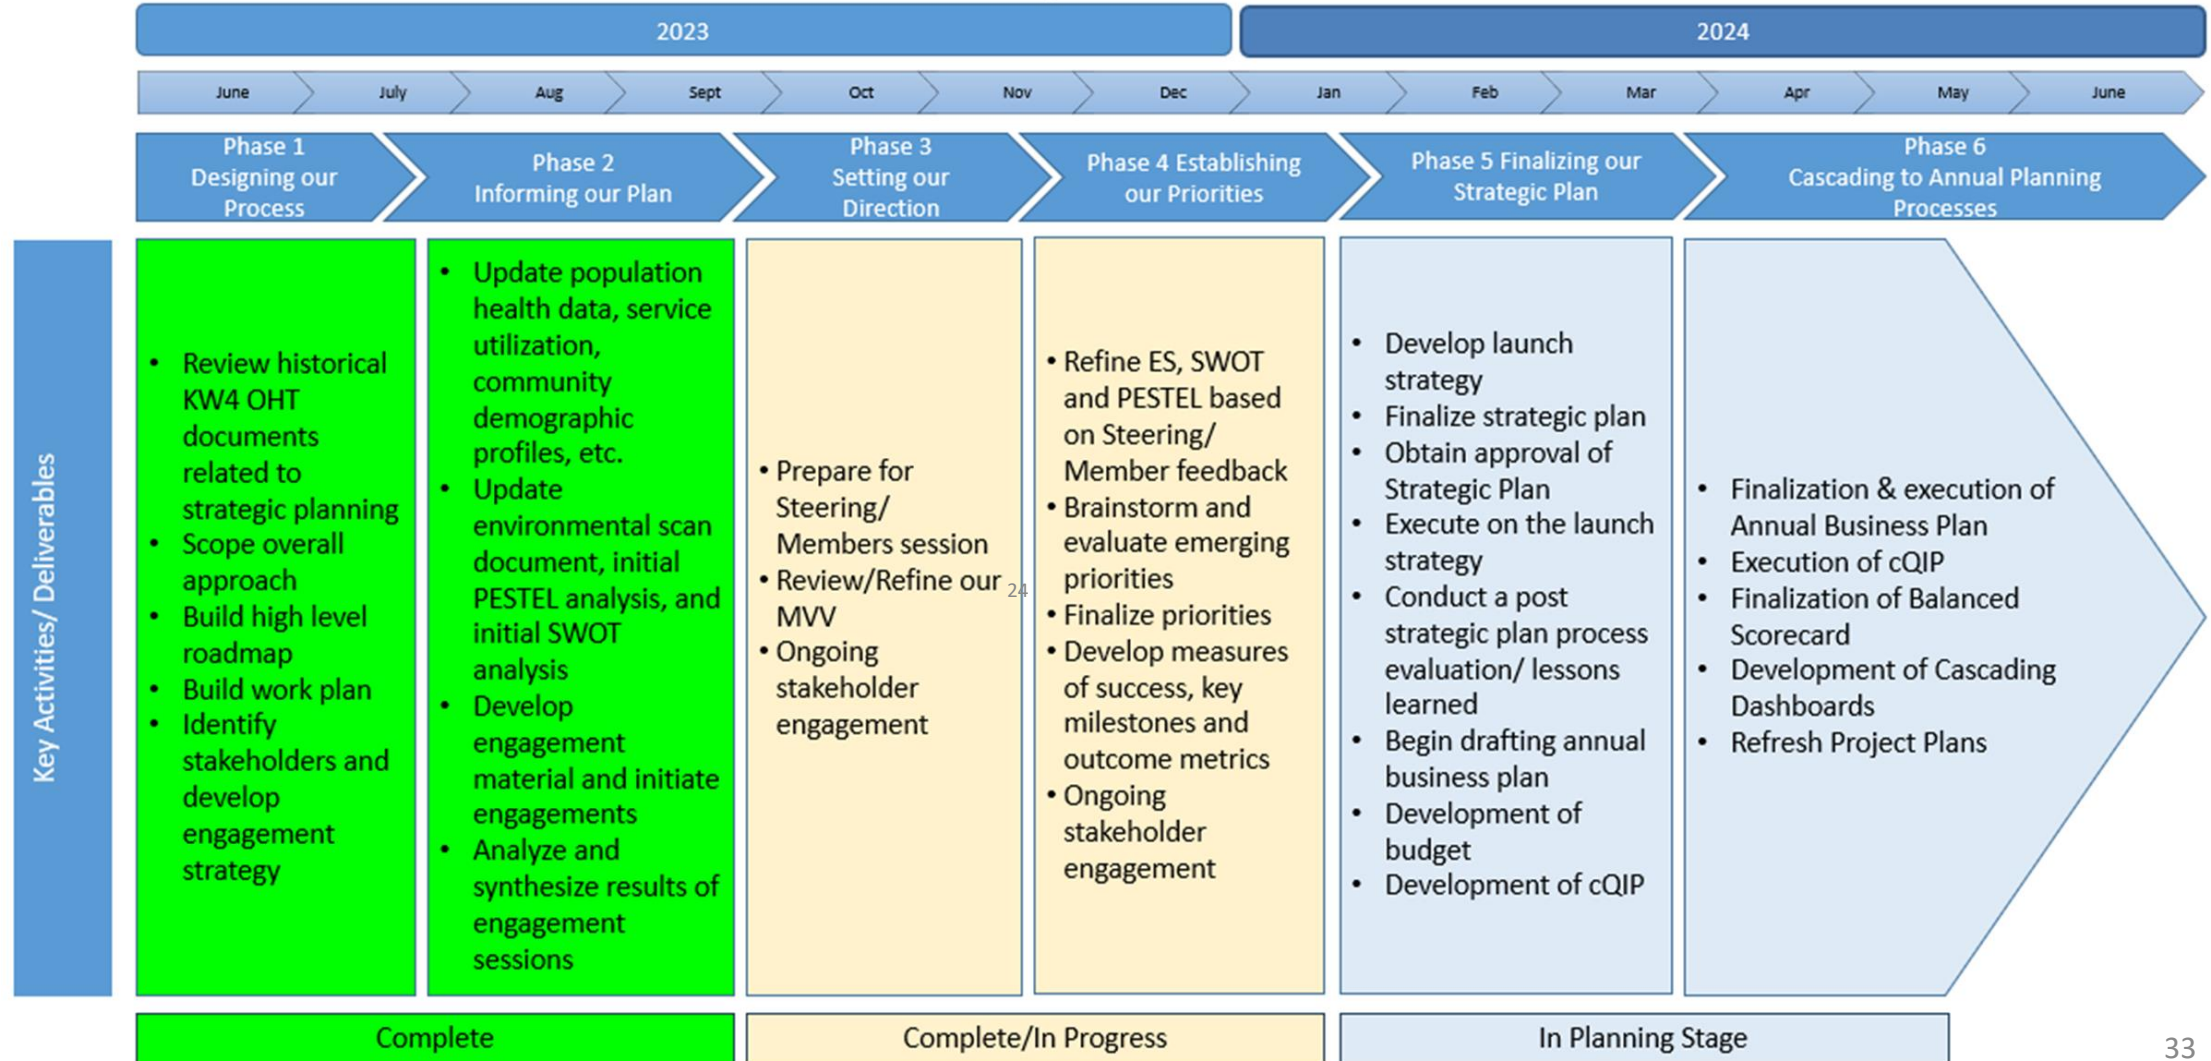 2023
2024
June
July
Aug
Sept
Oct
Nov
Dec
Jan
Feb
Mar
Apr
May
June
Phase 1
Designing our
Process
Phase 2
Informing our Plan
Phase 3
Setting our
Direction
Phase 4 Establishing
our Priorities
Phase 5 Finalizing our
Strategic Plan
Phase 6
Cascading to Annual Planning
Processes
Key Activities/ Deliverables
• Review historical
KW4 OHT
documents
related to
strategic planning
• Scope overall
approach
• Build high level
roadmap
• Build work plan
• Identify
stakeholders and
develop
engagement
strategy
• Update population
health data, service
utilization,
community
demographic
profiles, etc.
• Update
environmental scan
document, initial
PESTEL analysis, and
initial SWOT
analysis
• Develop
engagement
material and initiate
engagements
• Analyze and
synthesize results of
engagement
sessions
• Prepare for
Steering/
Members session
• Review/Refine our
MVV
• Ongoing
stakeholder
engagement
24
• Refine ES, SWOT
and PESTEL based
on Steering/
Member feedback
• Brainstorm and
evaluate emerging
priorities
• Finalize priorities
• Develop measures
of success, key
milestones and
outcome metrics
• Ongoing
stakeholder
engagement
• Develop launch
strategy
• Finalize strategic plan
• Obtain approval of
Strategic Plan
• Execute on the launch
strategy
• Conduct a post
strategic plan process
evaluation/ lessons
learned
• Begin drafting annual
business plan
• Development of
budget
• Development of cQIP
• Finalization & execution of
Annual Business Plan
• Execution of cQIP
• Finalization of Balanced
Scorecard
• Development of Cascading
Dashboards
• Refresh Project Plans
Complete
Complete/In Progress
In Planning Stage
33